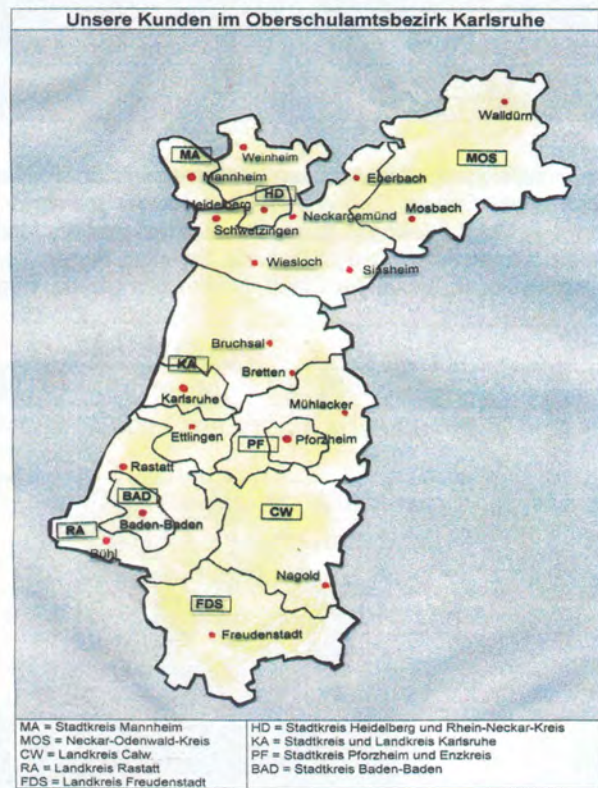 Unsere Kunden im Oberschulamtsbezirk Karlsruhe
Walldürn
MA
Weinheim
MOS
Mannheim
Eberbach
HD
Heidelberg
Neckargemünd
Mosbach
Schwetzingen
Wiesloch
Sinsheim
Bruchsal
KA
Bretten
Karlsruhe
Mühlacker
Ettlingen
PF
Pforzheim
Rastatt
BAD
CW
Baden-Baden
RA
Bühl
Nagold
FDS
Freudenstadt
MA = Stadtkreis Mannheim
MOS = Neckar-Odenwald-Kreis
CW = Landkreis Calw
RA = Landkreis Rastatt
FDS = Landkreis Freudenstadt
HD = Stadtkreis Heidelberg und Rhein-Neckar-Kreis
KA = Stadtkreis und Landkreis Karlsruhe
PF = Stadtkreis Pforzheim und Enzkreis
BAD = Stadtkreis Baden-Baden